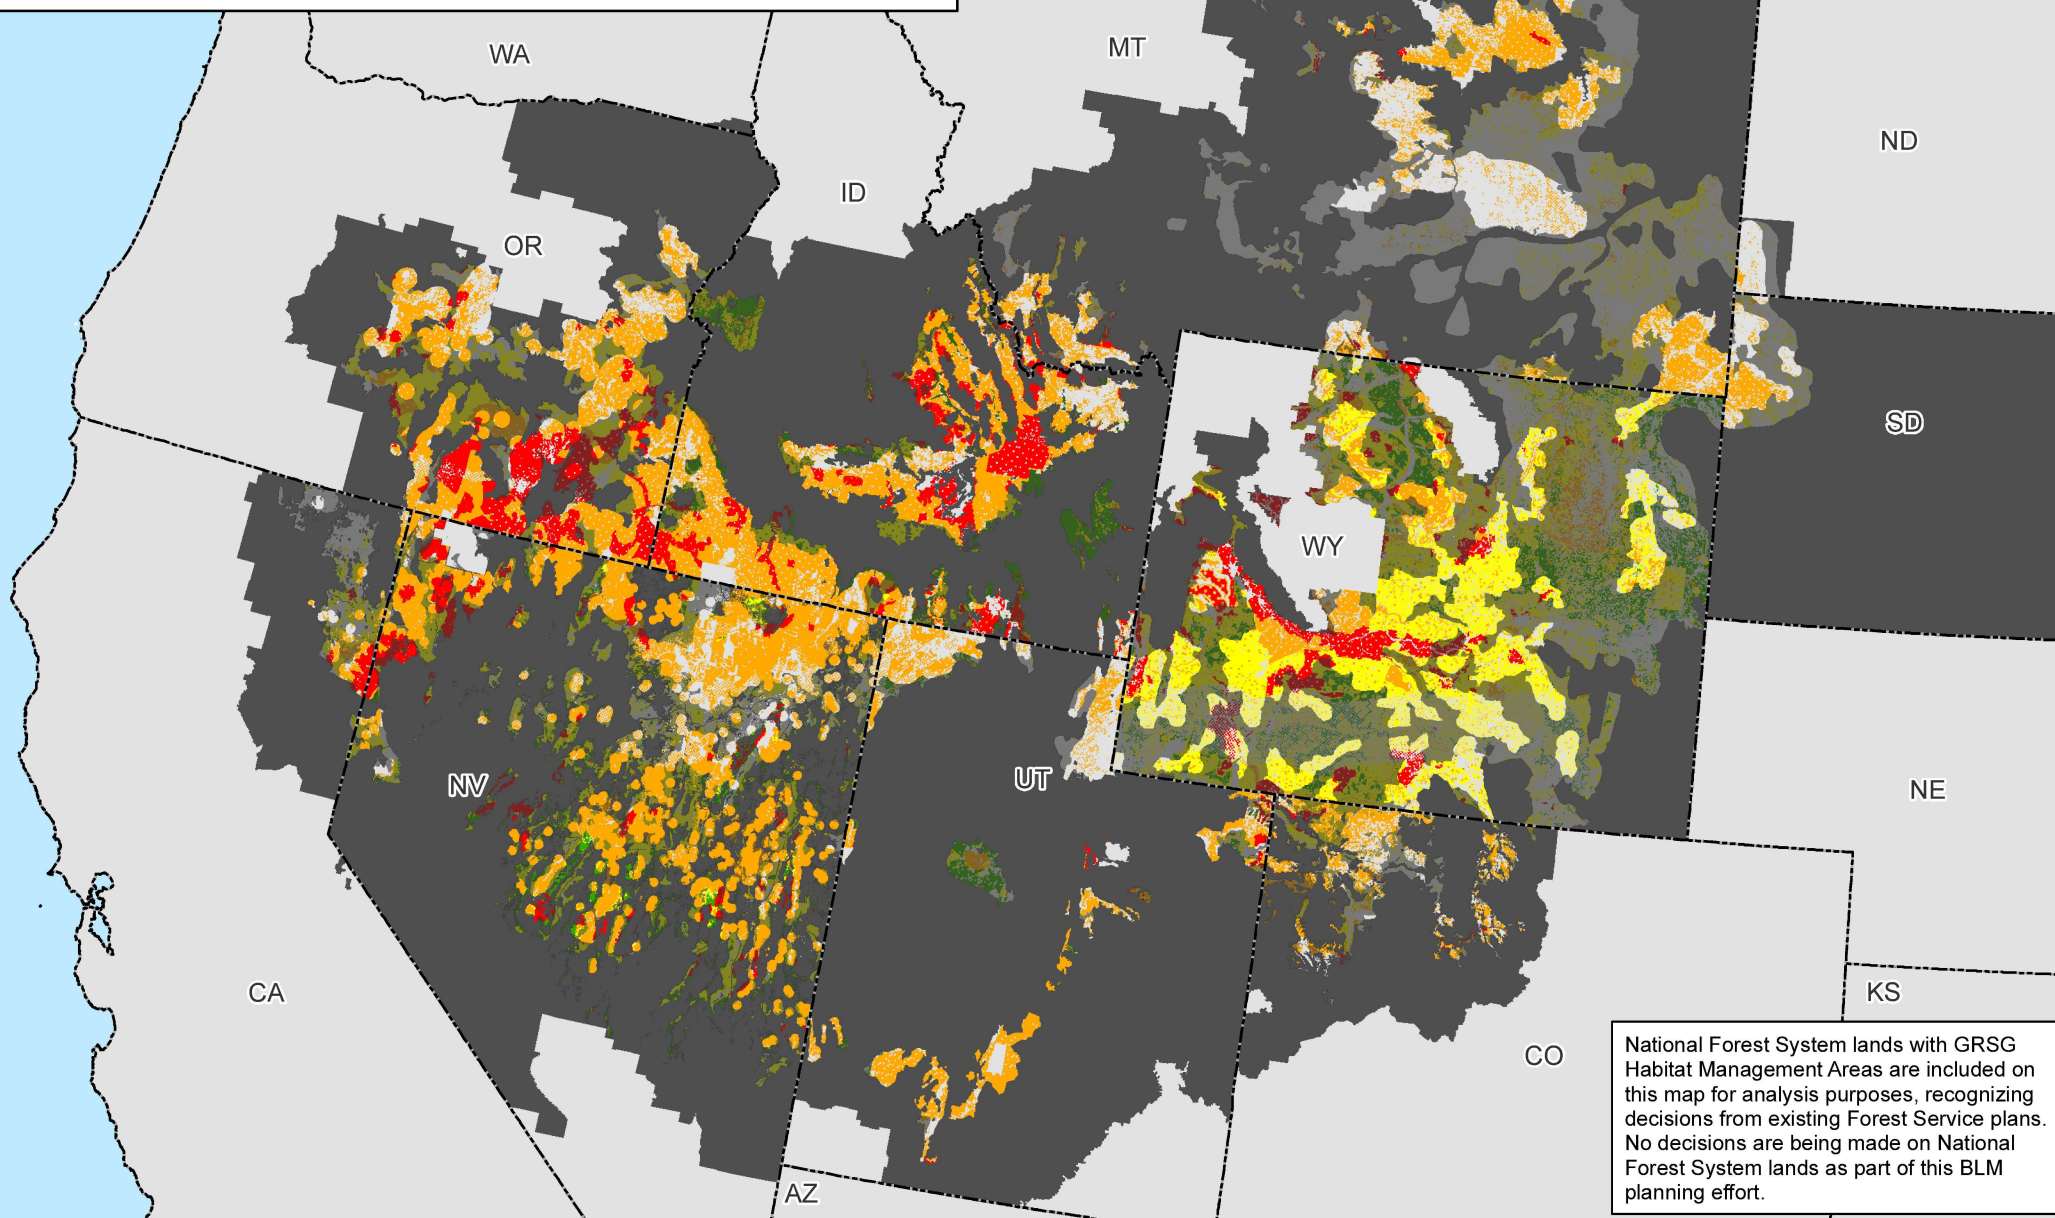 WA
MT
ND
ID
OR
SD
WY
NV
UT
NE
CA
KS
CO
AZ
National Forest System lands with GRSG
Habitat Management Areas are included on
this map for analysis purposes, recognizing
decisions from existing Forest Service plans.
No decisions are being made on National
Forest System lands as part of this BLM
planning effort.